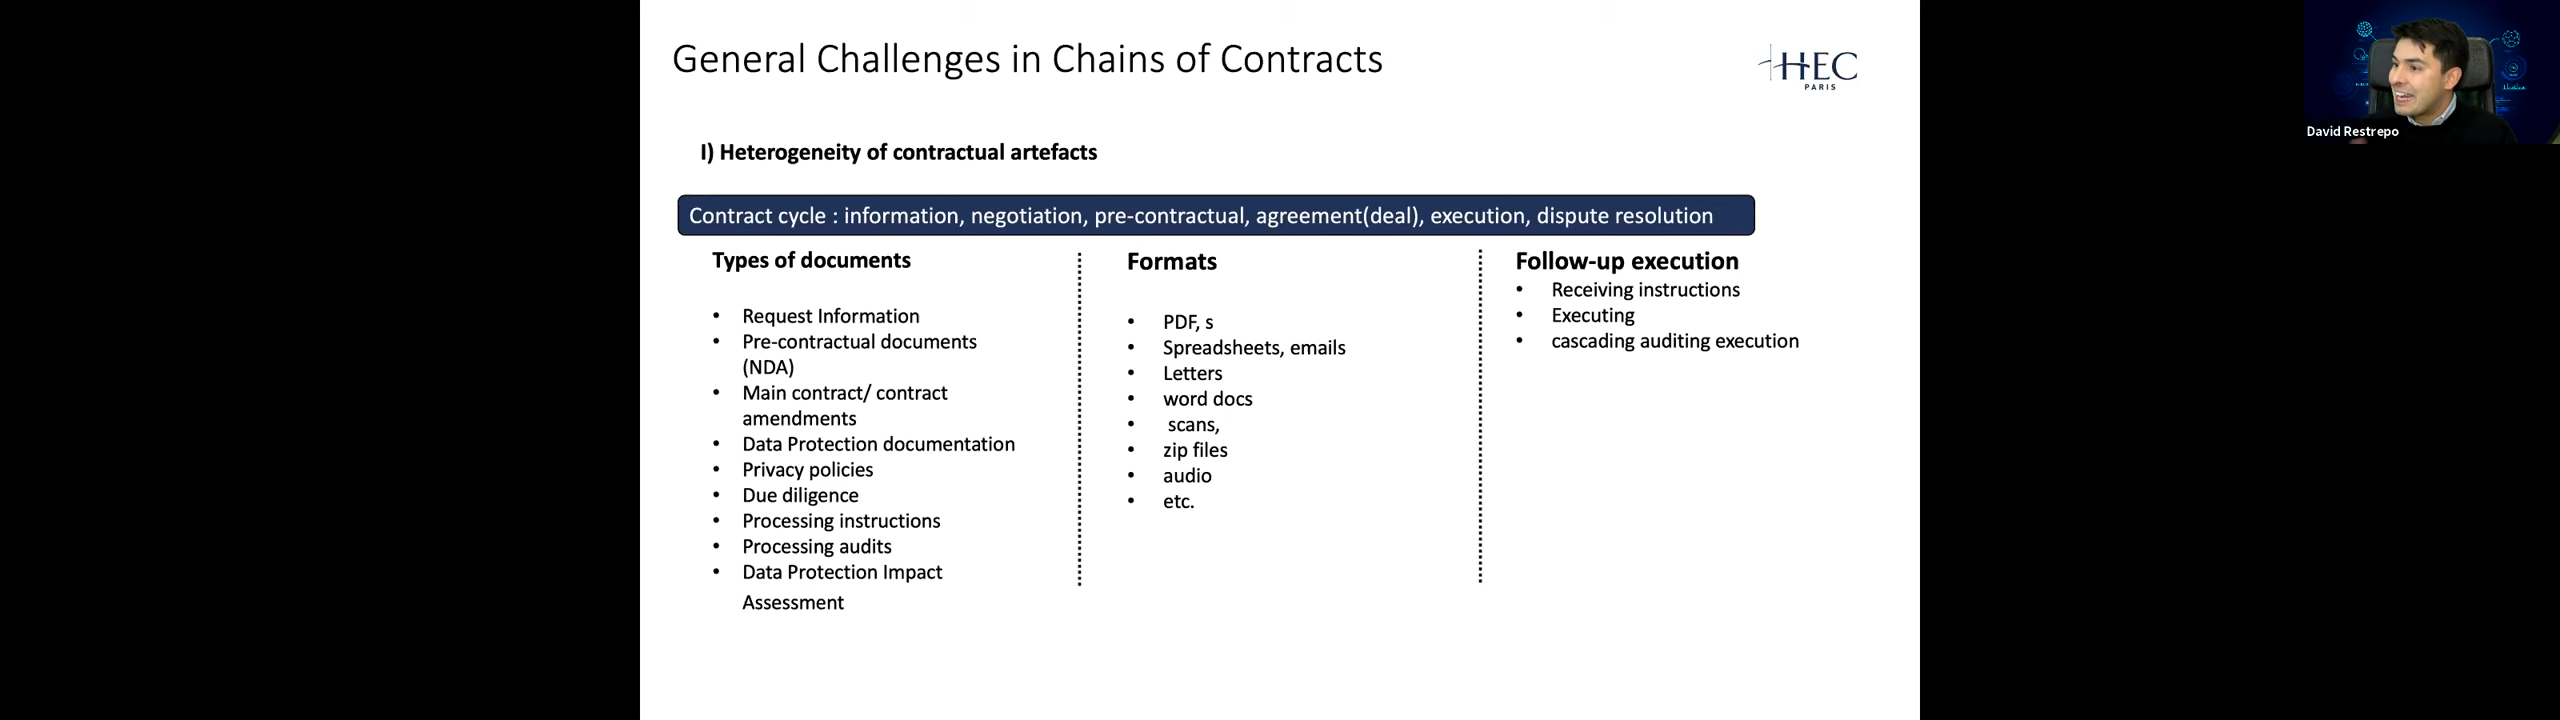 General Challenges in Chains of Contracts
HEC
PARIS
David Restrepo
I) Heterogeneity of contractual artefacts
Contract cycle : information, negotiation, pre-contractual, agreement(deal), execution, dispute resolution
Types of documents
• Request Information
• Pre-contractual documents
(NDA)
• Main contract/ contract
amendments
• Data Protection documentation
• Privacy policies
• Due diligence
• Processing instructions
• Processing audits
• Data Protection Impact
Assessment
Formats
• PDF, s
• Spreadsheets, emails
• Letters
• word docs
• scans,
• zip files
• audio
• etc.
Follow-up execution
• Receiving instructions
• Executing
• cascading auditing execution